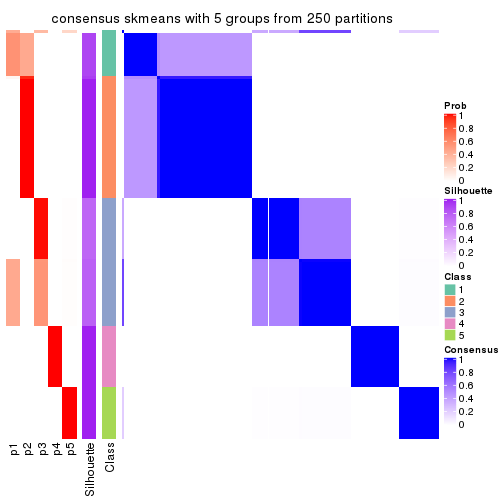 consensus skmeans with 5 groups from 250 partitions
Prob
1
0.8
0.6
0.4
0.2
0
Silhouette
1
0.8
0.6
0.4
0.2
0
Class
1
2
3
4
5
Consensus
1
0.8
0.6
0.4
0.2
0
p1
p2
p3
p4
p5
Silhouette
Class